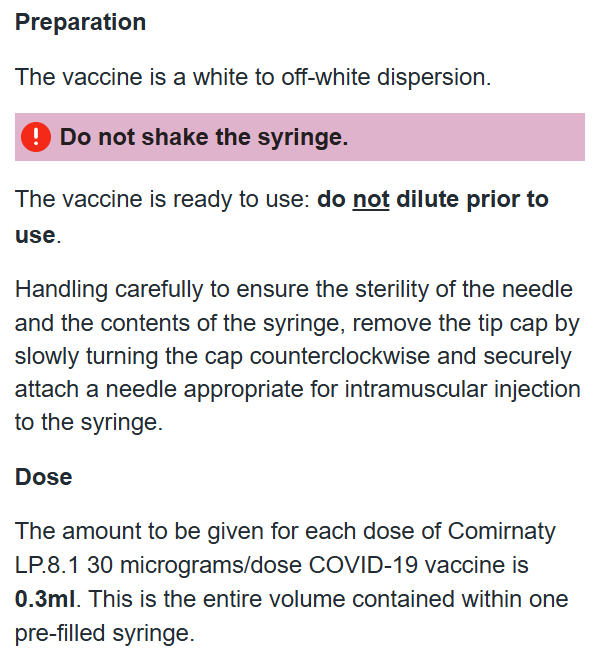 Preparation
The vaccine is a white to off-white dispersion.
Do not shake the syringe.
The vaccine is ready to use: do not dilute prior to
use.
Handling carefully to ensure the sterility of the needle
and the contents of the syringe, remove the tip cap by
slowly turning the cap counterclockwise and securely
attach a needle appropriate for intramuscular injection
to the syringe.
Dose
The amount to be given for each dose of Comirnaty
LP.8.1 30 micrograms/dose COVID-19 vaccine is
0.3ml. This is the entire volume contained within one
pre-filled syringe.